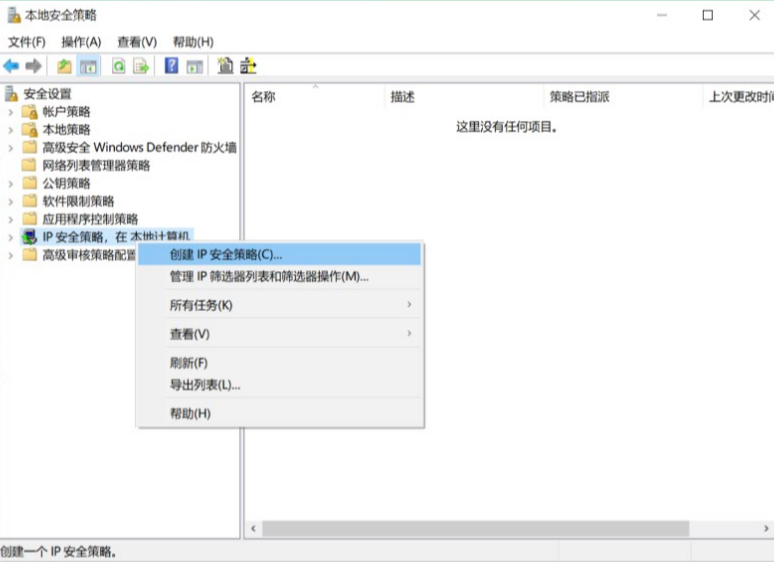 本地安全策略
文件(F) 操作(A) 查看(V) 帮助(H)
安全设置
帐户策略
本地策略
高级安全 Windows Defender 防火墙
网络列表管理器策略
公钥策略
软件限制策略
应用程序控制策略
IP 安全策略，在 本地计算机
高级审核策略配置
名称 描述 策略已指派 上次更改时间
这里没有任何项目。
创建 IP 安全策略(C)...
管理 IP 筛选器列表和筛选器操作(M)...
所有任务(K)
查看(V)
刷新(F)
导出列表(L)...
帮助(H)
创建一个 IP 安全策略。